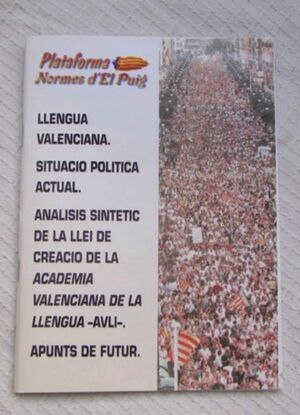 Plataforma
Normes d'El Puig
LLENGUA
VALENCIANA.
SITUACIO POLITICA
ACTUAL.
ANALISIS SINTETIC
DE LA LLEI DE
CREACIO DE LA
ACADEMIA
VALENCIANA DE LA
LLENGUA –AVLI–.
APUNTS DE FUTUR.